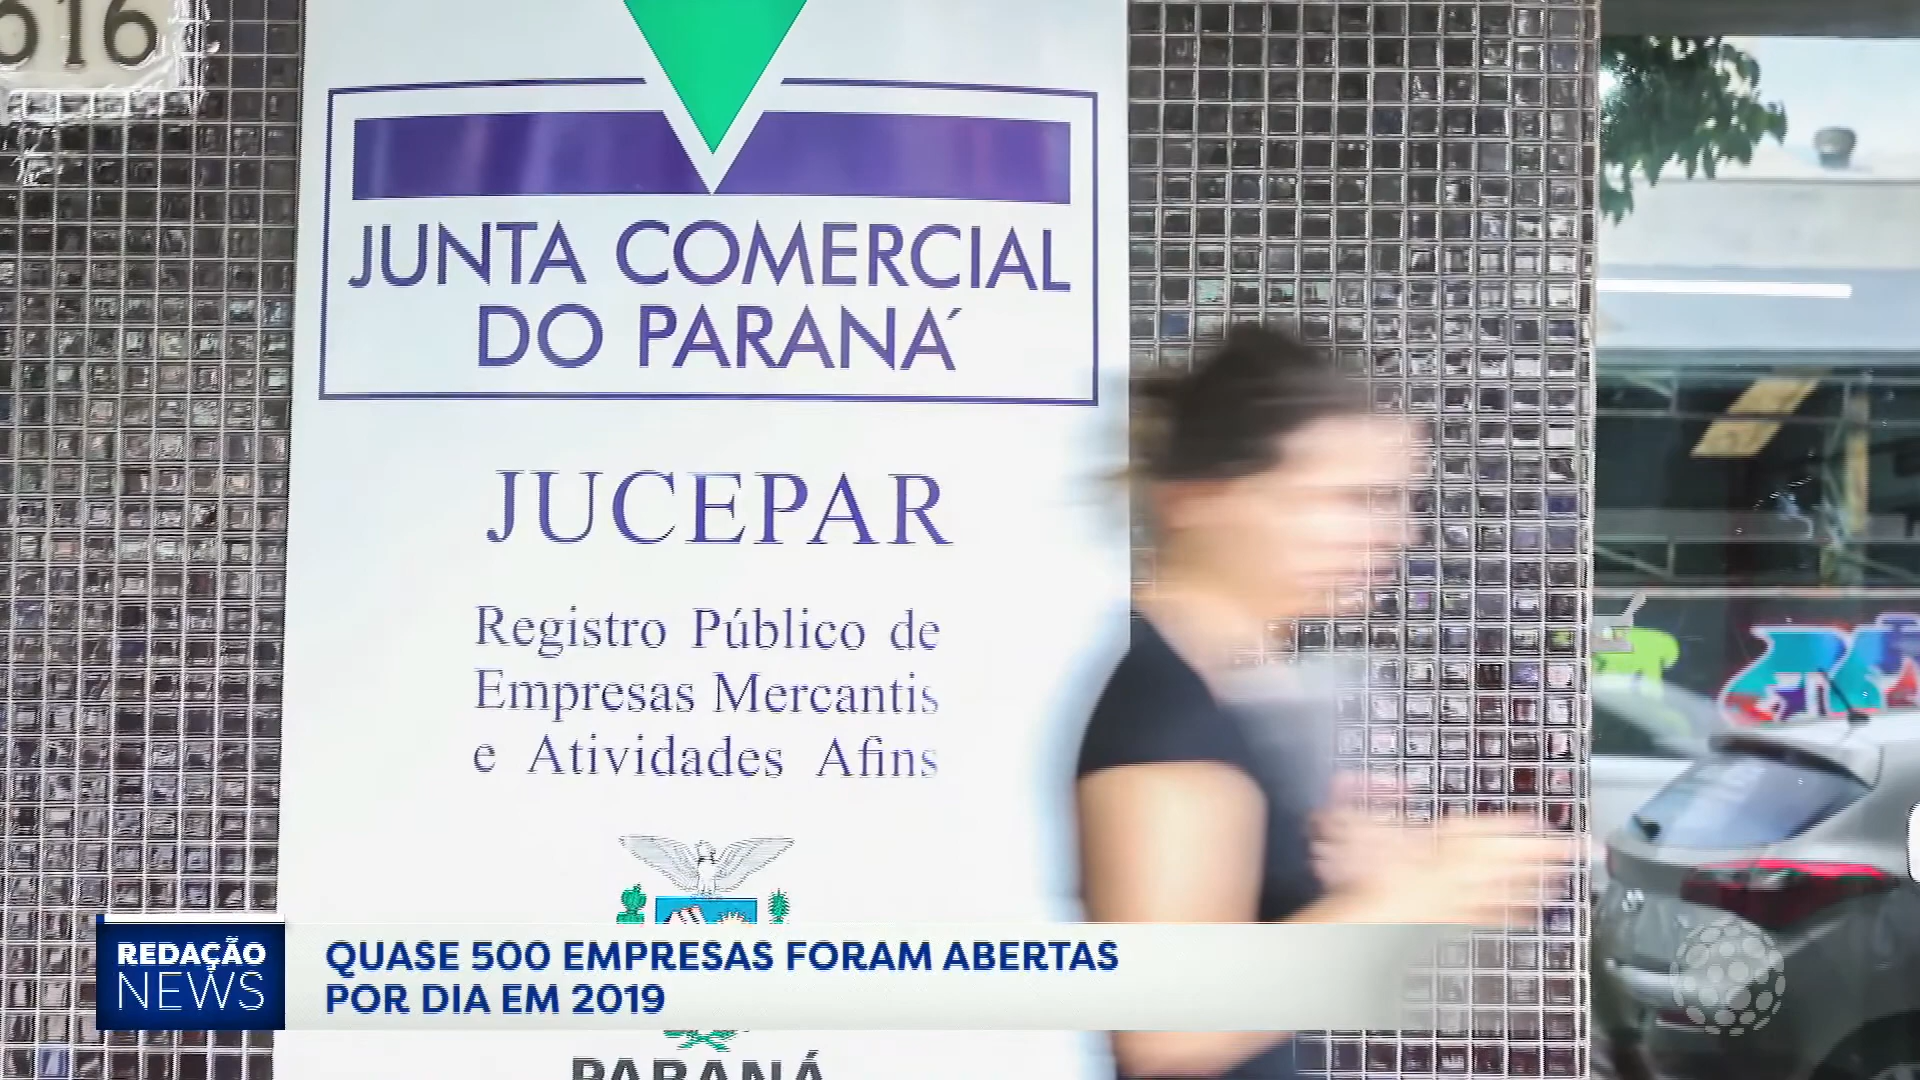 616
JUNTA COMERCIAL
DO PARANÁ
JUCEPAR
Registro Público de
Empresas Mercantis
e Atividades Afins
REDAÇÃO
NEWS
QUASE 500 EMPRESAS FORAM ABERTAS
POR DIA EM 2019
PARANÁ